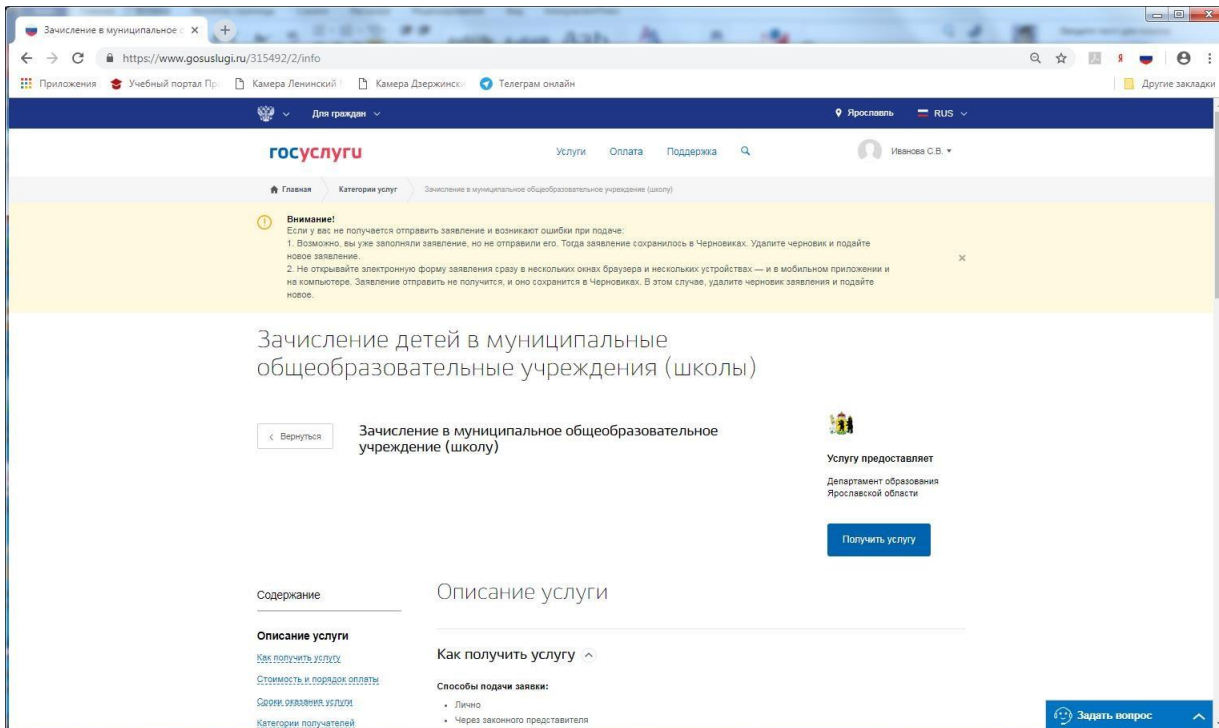 Зачисление в муниципальное с
https://www.gosuslugi.ru/315492/2/info
Приложения Учебный портал Пр Камера Ленинский Камера Дзержинск Телеграм онлайн Другие закладки
Для граждан Ярославль RUS
госуслуги Услуги Оплата Поддержка Иванова С.В.
Главная Категории услуг Зачисление в муниципальное общеобразовательное учреждение (школу)
Внимание!
Если у вас не получается отправить заявление и возникают ошибки при подаче:
1. Возможно, вы уже заполняли заявление, но не отправили его. Тогда заявление сохранилось в Черновиках. Удалите черновик и подайте
новое заявление.
2. Не открывайте электронную форму заявления сразу в нескольких окнах браузера и нескольких устройствах — и в мобильном приложении и
на компьютере. Заявление отправить не получится, и оно сохранится в Черновиках. В этом случае, удалите черновик заявления и подайте
новое.
Зачисление детей в муниципальные
общеобразовательные учреждения (школы)
Вернуться
Зачисление в муниципальное общеобразовательное
учреждение (школу)
Услугу предоставляет
Департамент образования
Ярославской области
Получить услугу
Содержание
Описание услуги
Как получить услугу
Стоимость и порядок оплаты
Сроки оказания услуги
Категории получателей
Описание услуги
Как получить услугу
Способы подачи заявки:
• Лично
• Через законного представителя
Задать вопрос